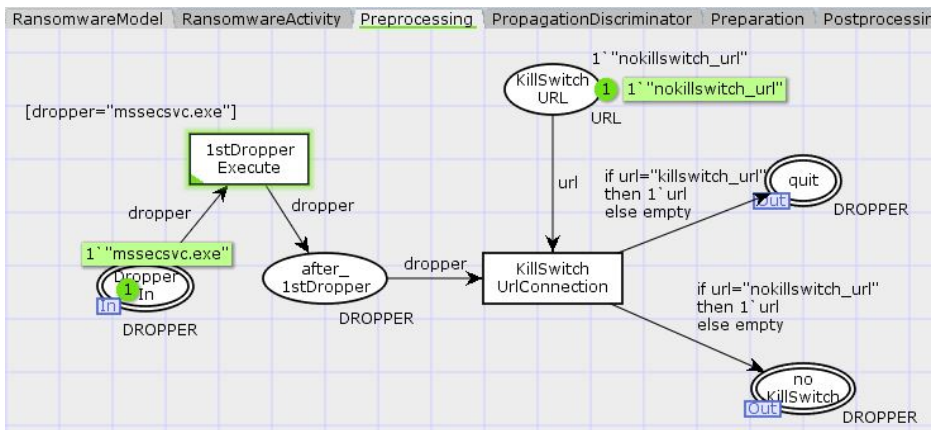 RansomwareModel RansomwareActivity Preprocessing PropagationDiscriminator Preparation Postprocessin
1`"nokillswitch_url"
KillSwitch
URL
1 1`"nokillswitch_url"
URL
[dropper="mssecsvc.exe"]
1stDropper
Execute
dropper
dropper
1`"mssecsvc.exe"
Dropper
In
1
In
DROPPER
after_
1stDropper
DROPPER
dropper
url
KillSwitch
UrlConnection
if url="killswitch_url"
then 1`url
else empty
quit
Out
DROPPER
if url="nokillswitch_url"
then 1`url
else empty
no
KillSwitch
Out
DROPPER